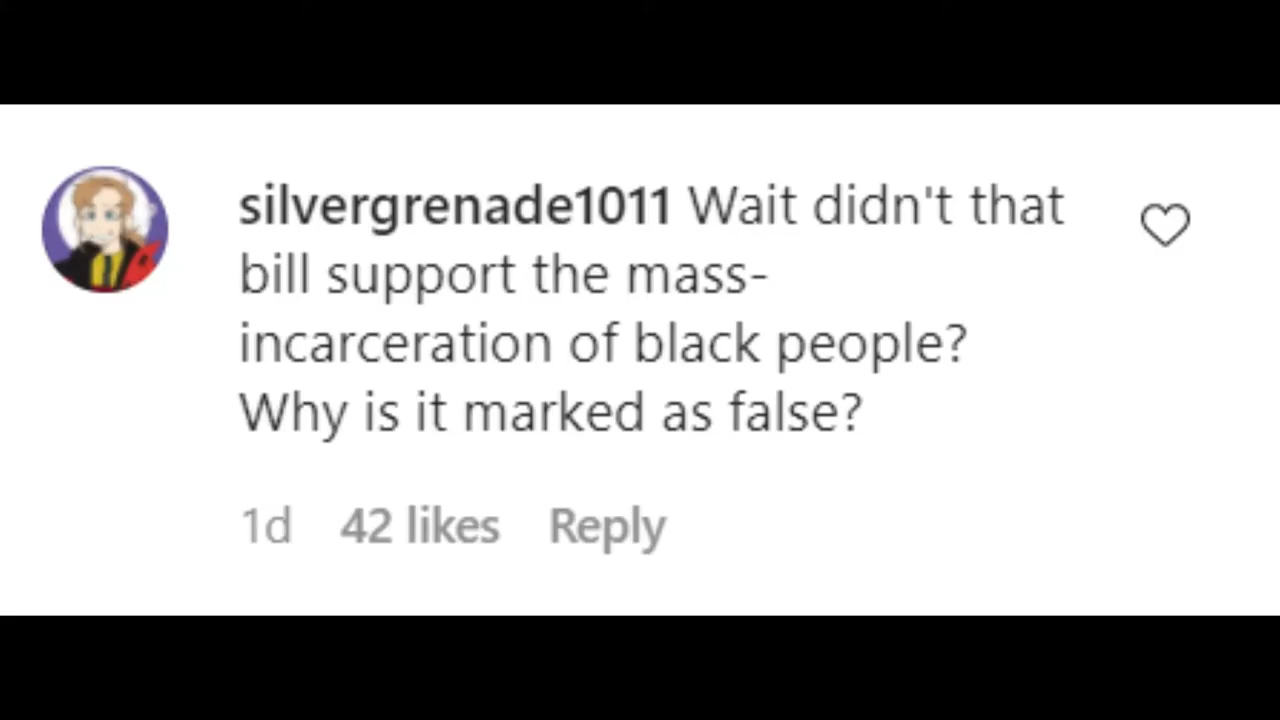 silvergrenade1011 Wait didn't that
bill support the mass-
incarceration of black people?
Why is it marked as false?
1d 42 likes Reply